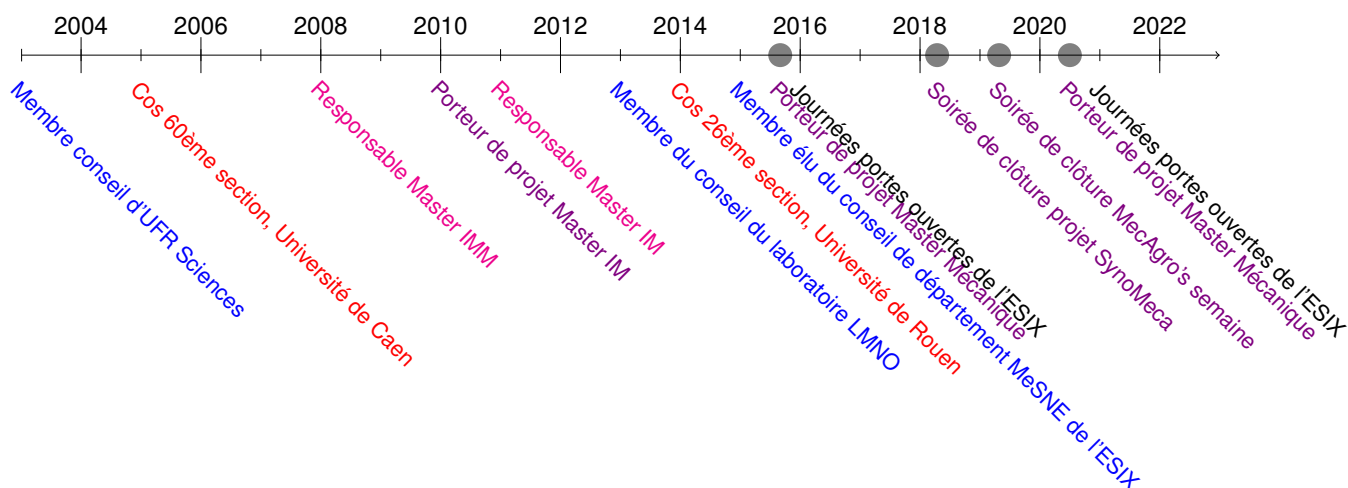 2004 2006 2008 2010 2012 2014 2016 2018 2020 2022
Membre conseil d'UFR Sciences
Cos 60ème section, Université de Caen
Responsable Master IMM
Porteur de projet Master IM
Responsable Master IM
Membre du conseil du laboratoire LMNO
Cos 26ème section, Université de Rouen
Membre élu du conseil de département MeSNE de l'ESIX
Porteur de projet Master Mécanique
Journées portes ouvertes de l'ESIX
Soirée de clôture projet SynoMeca
Soirée de clôture MecAgro's semaine
Porteur de projet Master Mécanique
Journées portes ouvertes de l'ESIX